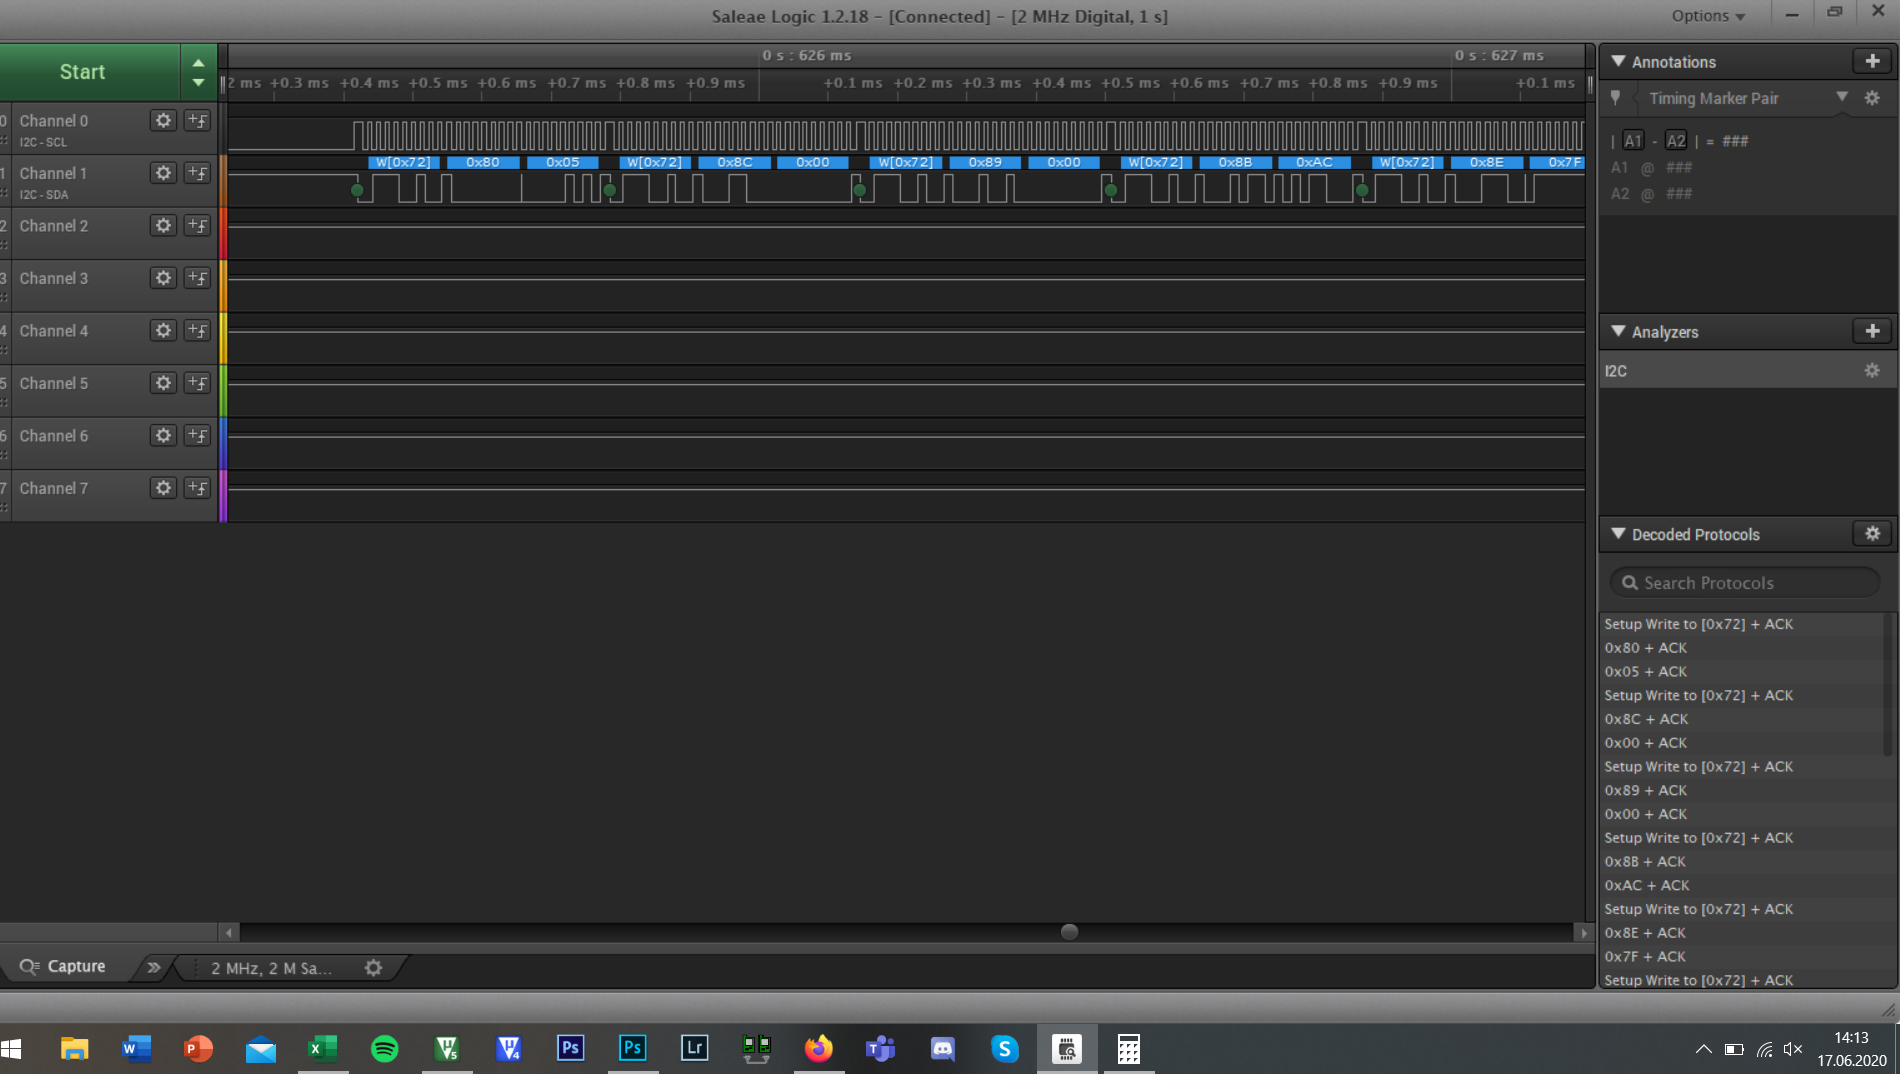 Saleae Logic 1.2.18 - [Connected] - [2 MHz Digital, 1 s]
Options
Start
0 s : 626 ms
0 s : 627 ms
2 ms +0.3 ms +0.4 ms +0.5 ms +0.6 ms +0.7 ms +0.8 ms +0.9 ms +0.1 ms +0.2 ms +0.3 ms +0.4 ms +0.5 ms +0.6 ms +0.7 ms +0.8 ms +0.9 ms +0.1 ms
0 Channel 0
I2C - SCL
W[0x72] 0x80 0x05 W[0x72] 0x8C 0x00 W[0x72] 0x89 0x00 W[0x72] 0x8B 0xAC W[0x72] 0x8E 0x7F
1 Channel 1
I2C - SDA
2 Channel 2
3 Channel 3
4 Channel 4
5 Channel 5
6 Channel 6
7 Channel 7
Annotations
Timing Marker Pair
| A1 - A2 | = ###
A1 @ ###
A2 @ ###
Analyzers
I2C
Decoded Protocols
Search Protocols
Setup Write to [0x72] + ACK
0x80 + ACK
0x05 + ACK
Setup Write to [0x72] + ACK
0x8C + ACK
0x00 + ACK
Setup Write to [0x72] + ACK
0x89 + ACK
0x00 + ACK
Setup Write to [0x72] + ACK
0x8B + ACK
0xAC + ACK
Setup Write to [0x72] + ACK
0x8E + ACK
0x7F + ACK
Setup Write to [0x72] + ACK
Capture
2 MHz, 2 M Sa...
W P X µ5 V4 Ps Ps Lr T S
14:13
17.06.2020